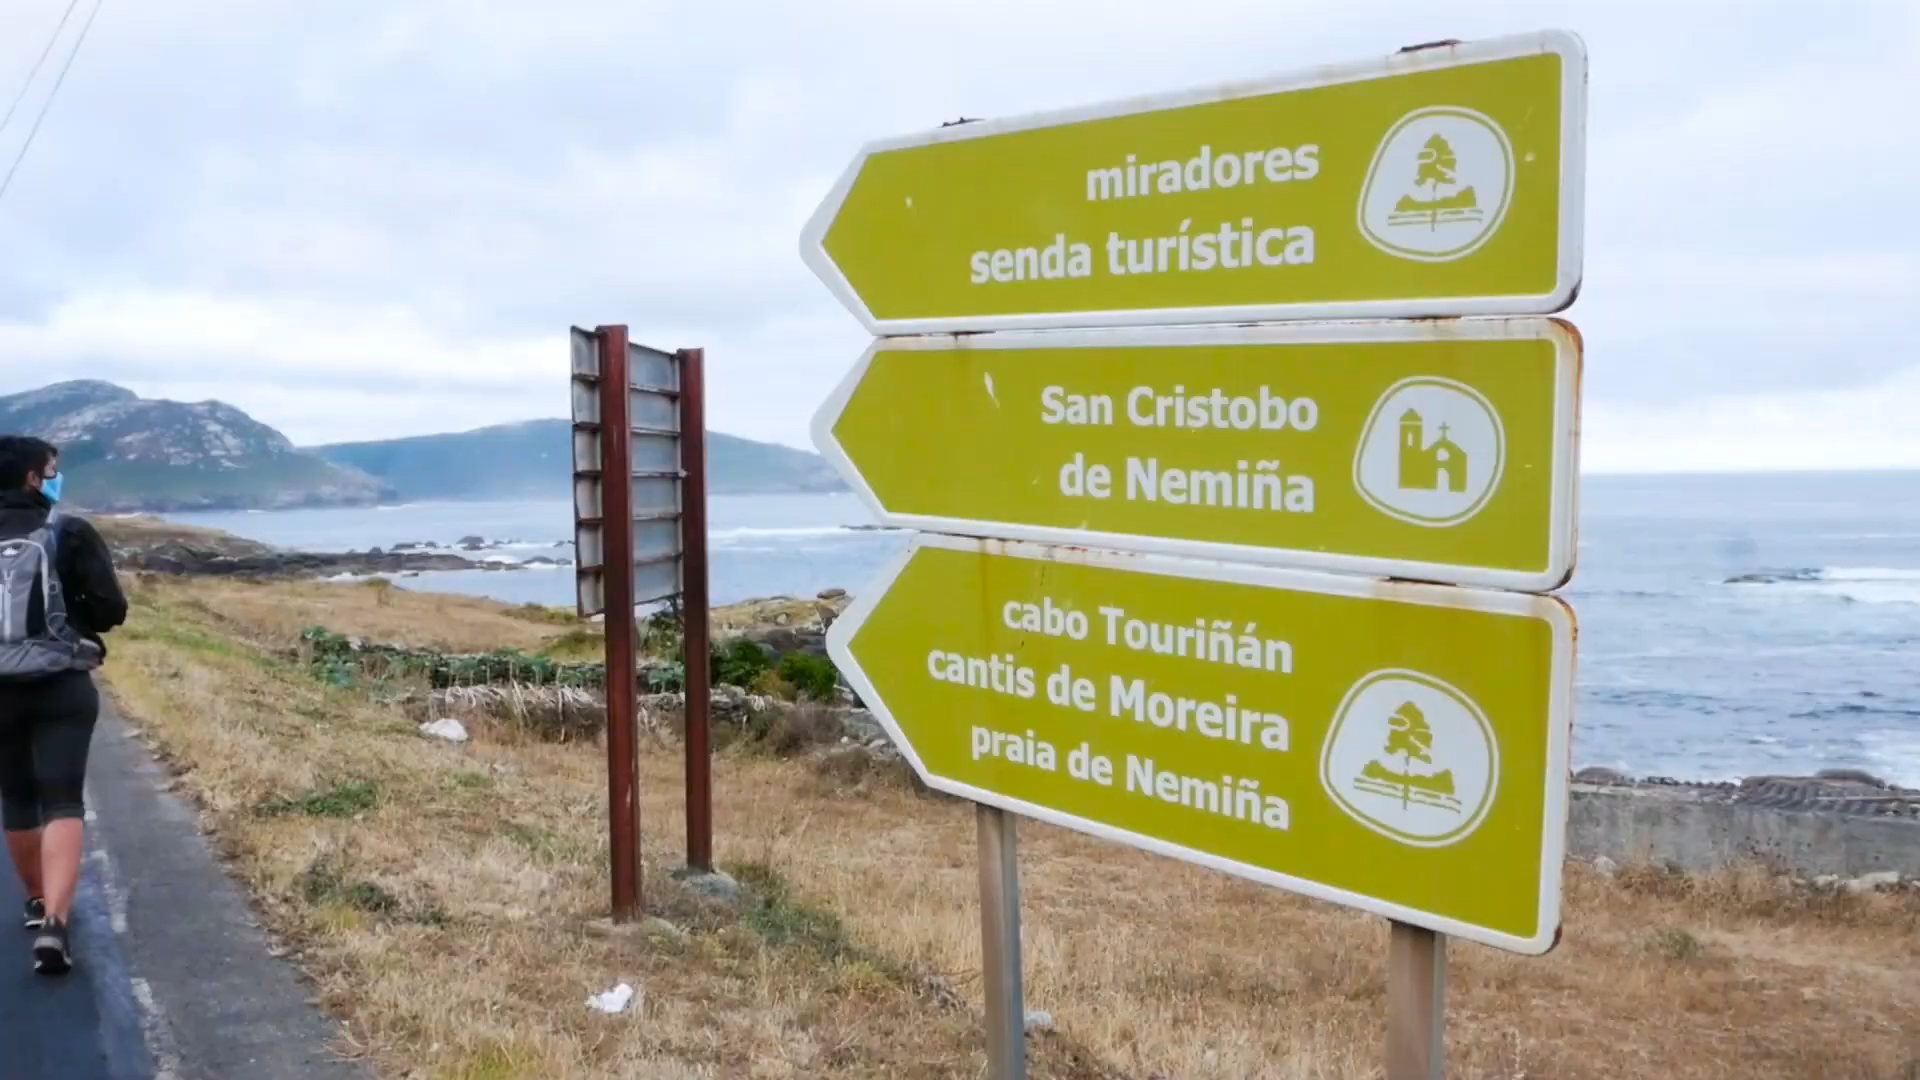 miradores
senda turística
San Cristobo
de Nemiña
cabo Touriñán
cantis de Moreira
praia de Nemiña